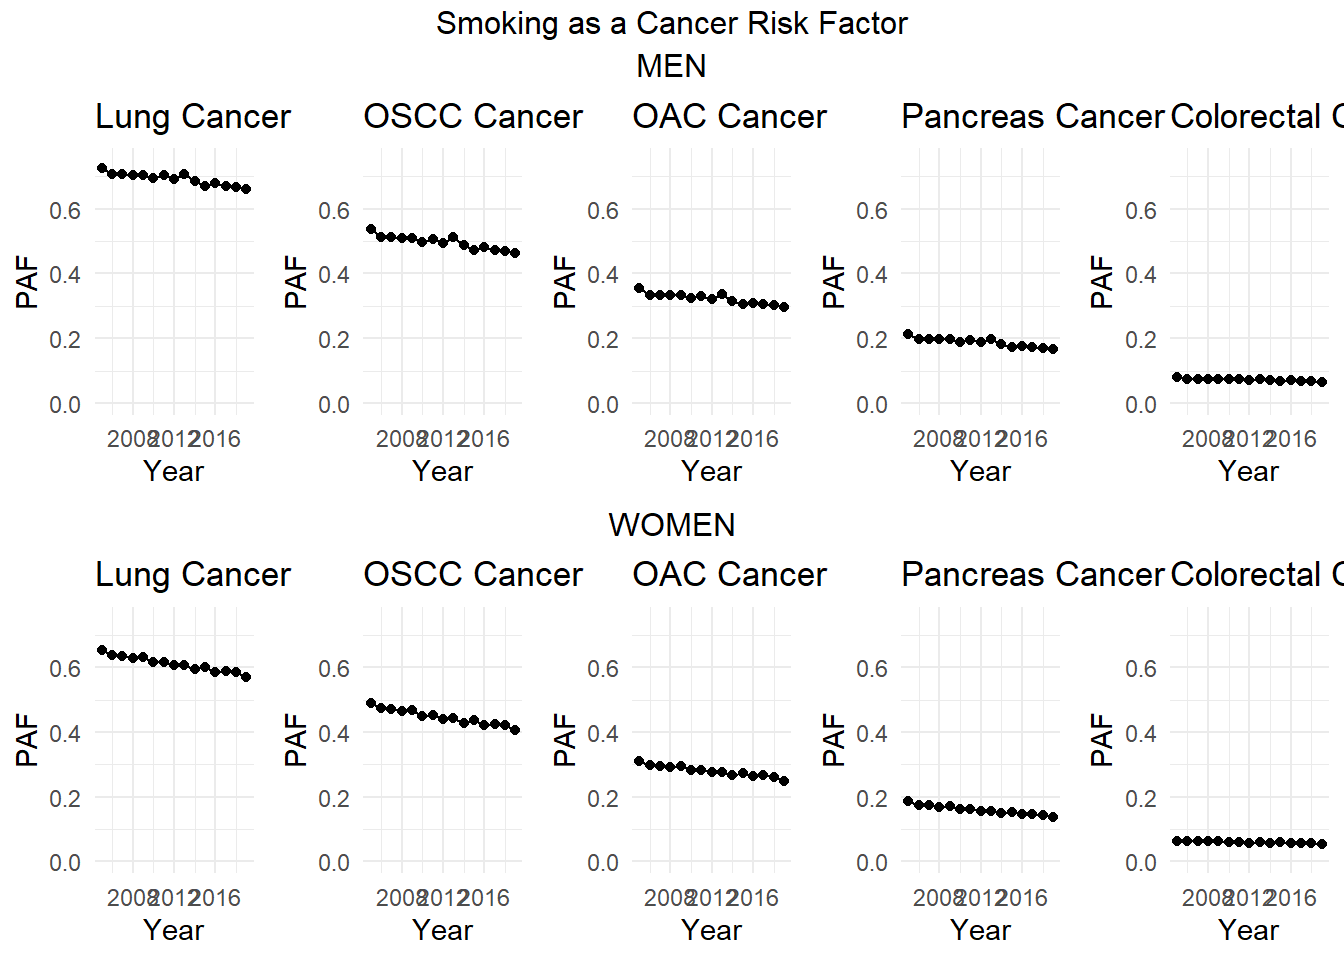 Smoking as a Cancer Risk Factor
MEN
Lung Cancer OSCC Cancer OAC Cancer Pancreas Cancer Colorectal C
PAF 0.6 0.4 0.2 0.0 PAF 0.6 0.4 0.2 0.0 PAF 0.6 0.4 0.2 0.0 PAF 0.6 0.4 0.2 0.0 PAF 0.6 0.4 0.2 0.0
2008 2012 2016 2008 2012 2016 2008 2012 2016 2008 2012 2016 2008 2012 2016
Year Year Year Year Year
WOMEN
Lung Cancer OSCC Cancer OAC Cancer Pancreas Cancer Colorectal C
PAF 0.6 0.4 0.2 0.0 PAF 0.6 0.4 0.2 0.0 PAF 0.6 0.4 0.2 0.0 PAF 0.6 0.4 0.2 0.0 PAF 0.6 0.4 0.2 0.0
2008 2012 2016 2008 2012 2016 2008 2012 2016 2008 2012 2016 2008 2012 2016
Year Year Year Year Year